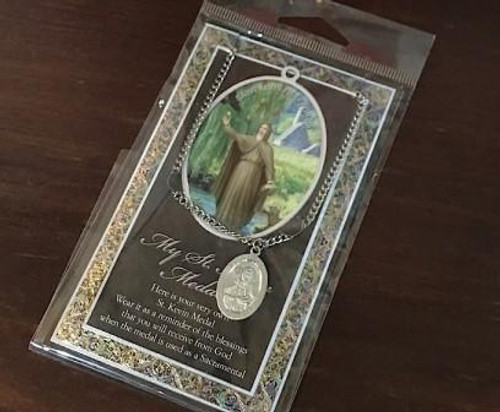 My St.
Medal
Here is your very own
St. Kevin Medal
Wear it as a reminder of the blessings
that you will receive from God
when the medal is used as a Sacramental